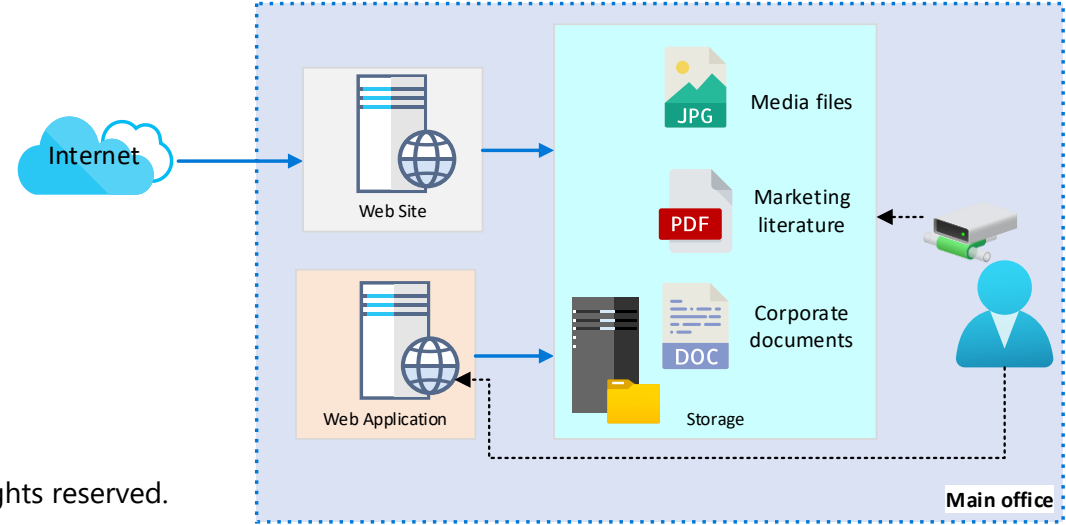 Internet
Web Site
Web Application
JPG
Media files
PDF
Marketing
literature
DOC
Corporate
documents
Storage
Main office
ghts reserved.